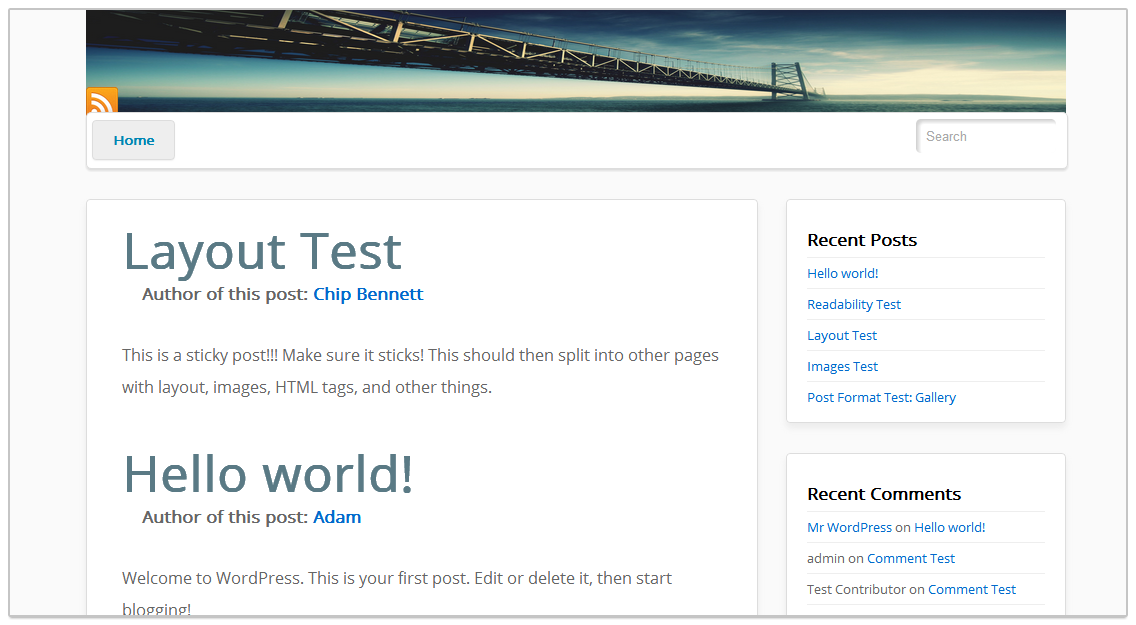 Home
Search
Layout Test
Author of this post: Chip Bennett
This is a sticky post!!! Make sure it sticks! This should then split into other pages
with layout, images, HTML tags, and other things.
Hello world!
Author of this post: Adam
Welcome to WordPress. This is your first post. Edit or delete it, then start
blogging!
Recent Posts
Hello world!
Readability Test
Layout Test
Images Test
Post Format Test: Gallery
Recent Comments
Mr WordPress on Hello world!
admin on Comment Test
Test Contributor on Comment Test